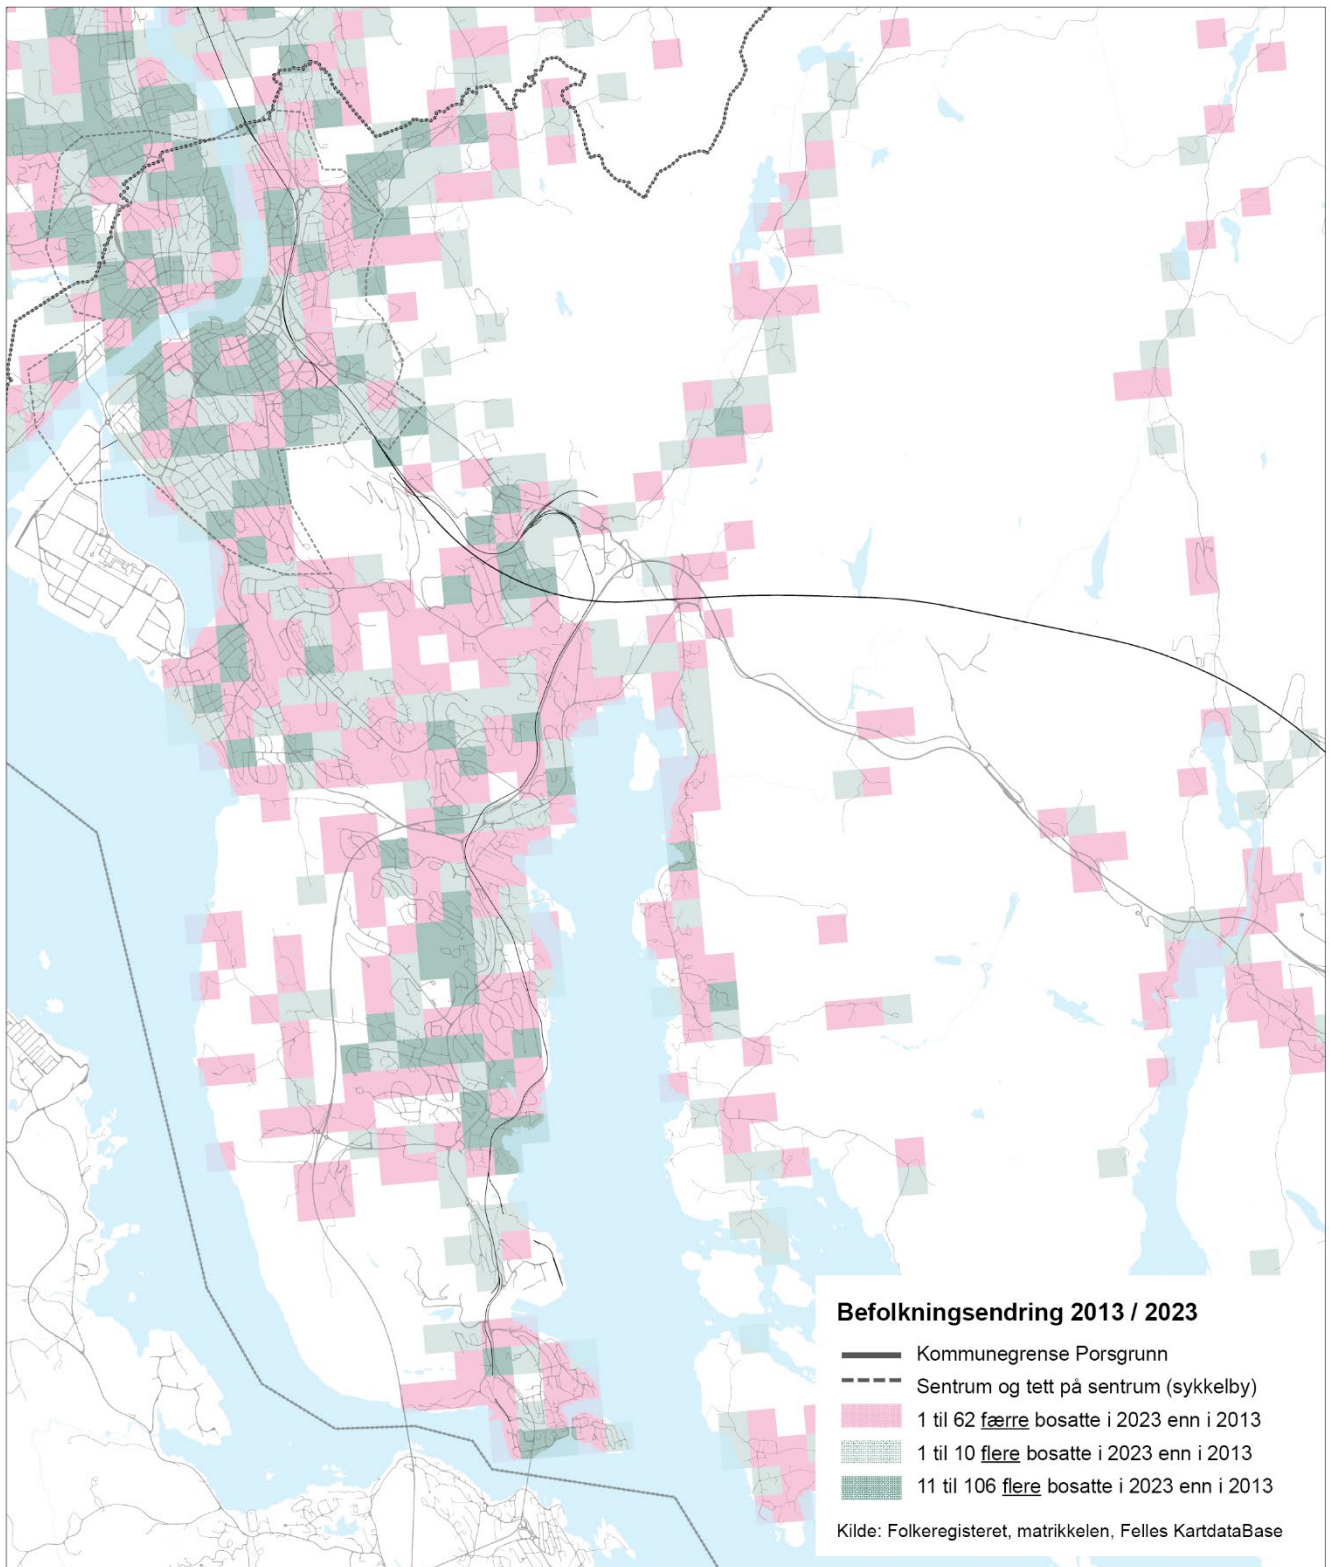 Befolkningsendring 2013 / 2023
Kommunegrense Porsgrunn
Sentrum og tett på sentrum (sykkelby)
1 til 62 færre bosatte i 2023 enn i 2013
1 til 10 flere bosatte i 2023 enn i 2013
11 til 106 flere bosatte i 2023 enn i 2013
Kilde: Folkeregisteret, matrikkelen, Felles KartdataBase